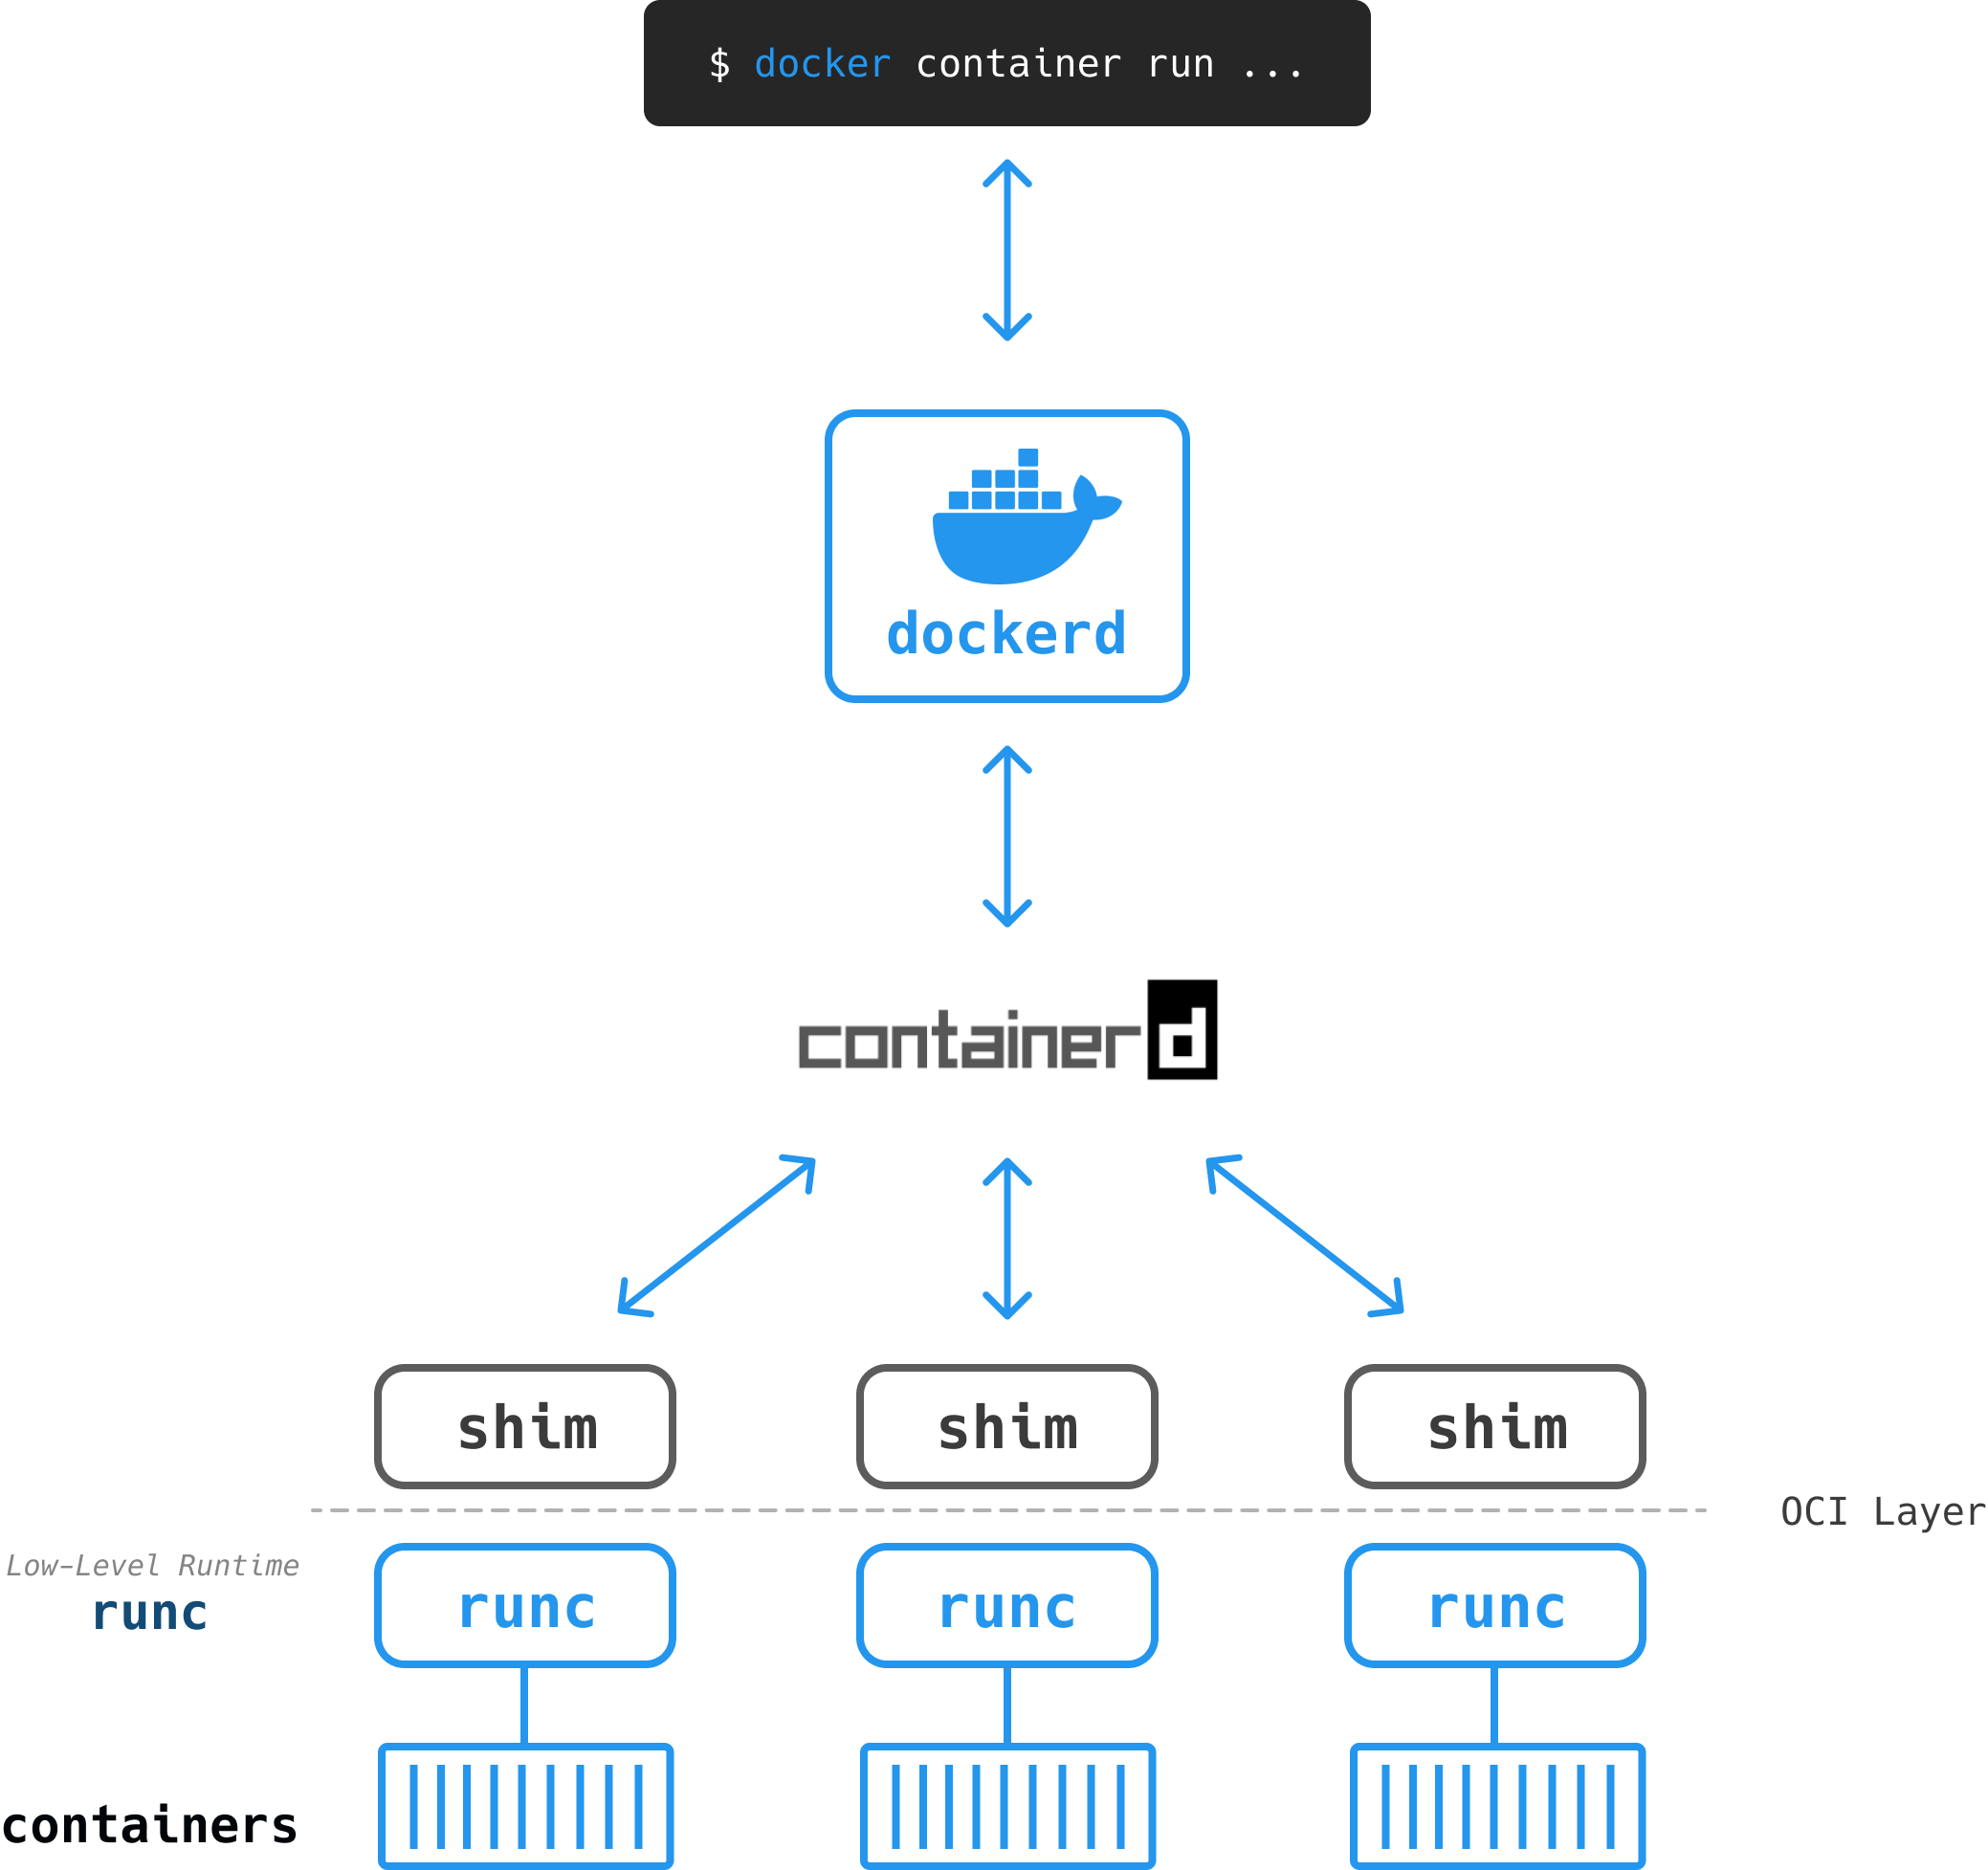 $ docker container run ...
dockerd
containerd
shim
shim
shim
OCI Layer
Low-Level Runtime
runc
runc
runc
runc
containers